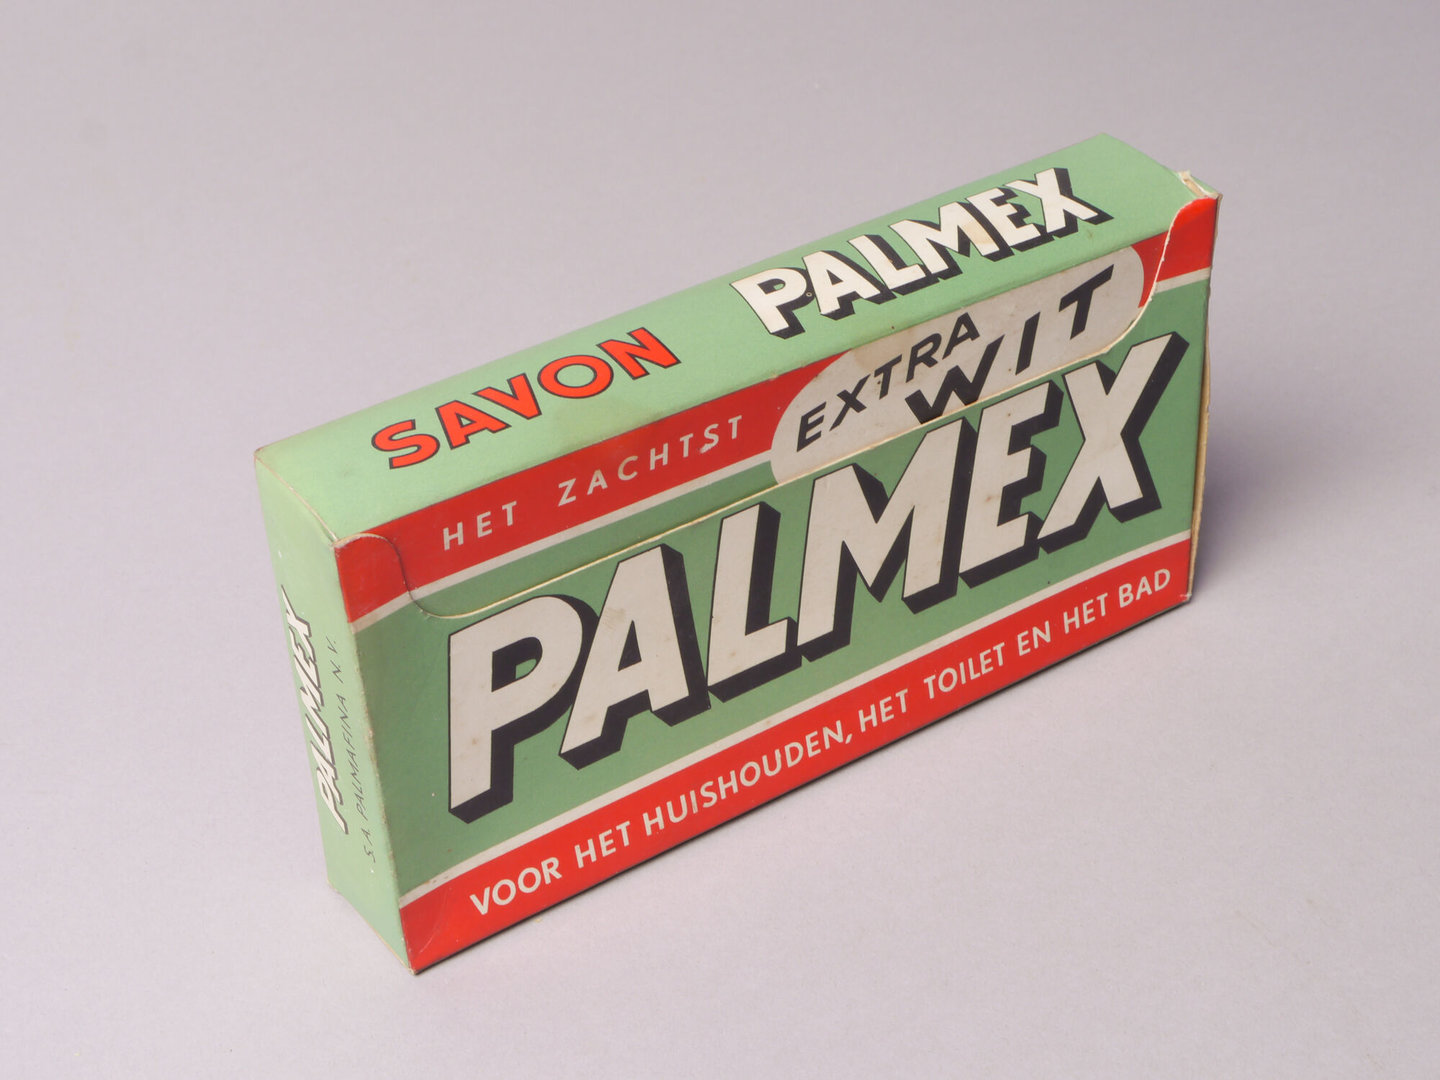 SAVON PALMEX
HET ZACHTST
EXTRA
WIT
PALMEX
VOOR HET HUISHOUDEN, HET TOILET EN HET BAD
PALMEX
S.A. PALMAFINA N.V.